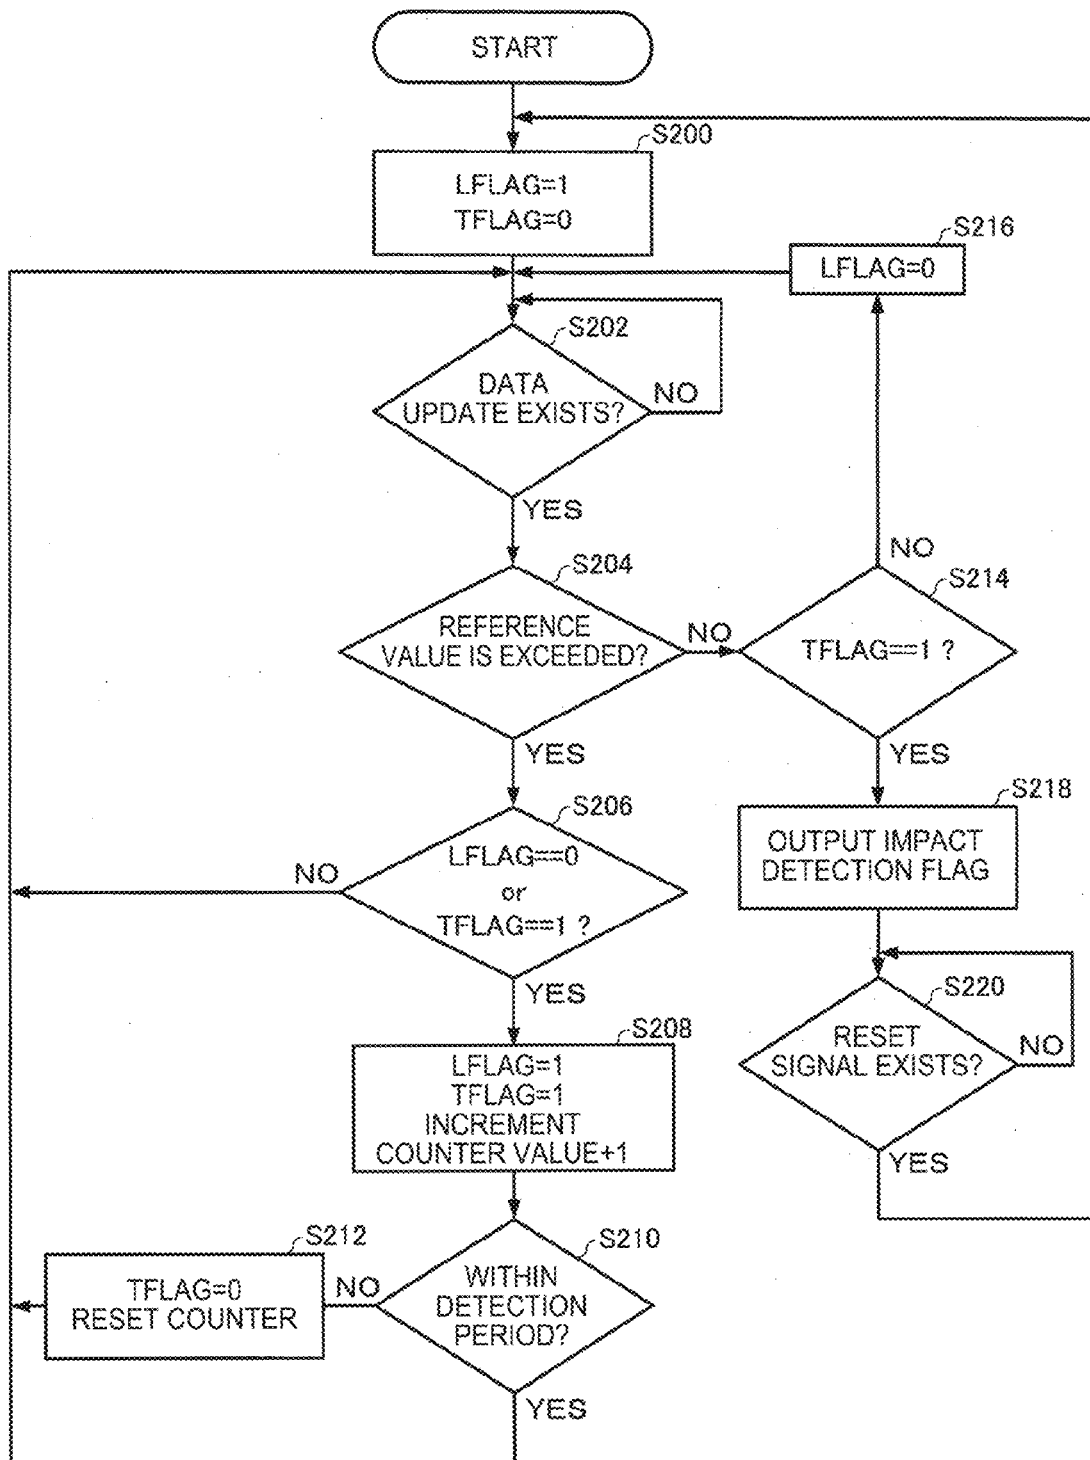 START
S200
LFLAG=1
TFLAG=0
S216
LFLAG=0
S202
DATA
UPDATE EXISTS?
NO
YES
S204
REFERENCE
VALUE IS EXCEEDED?
NO
YES
NO
S214
TFLAG==1 ?
YES
S206
LFLAG==0
or
TFLAG==1 ?
NO
YES
S218
OUTPUT IMPACT
DETECTION FLAG
S220
RESET
SIGNAL EXISTS?
NO
YES
S208
LFLAG=1
TFLAG=1
INCREMENT
COUNTER VALUE+1
S210
WITHIN
DETECTION
PERIOD?
NO
YES
S212
TFLAG=0
RESET COUNTER